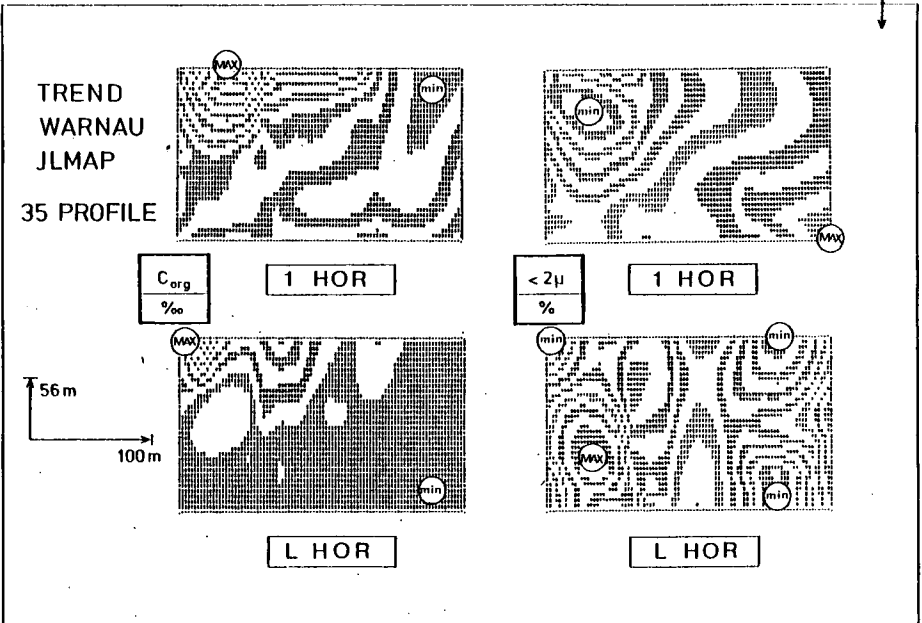 TREND
WARNAU
JLMAP
35 PROFILE
MAX
min
min
MAX
Corg
‰
1 HOR
< 2µ
%
1 HOR
MAX
min
min
min
MAX
min
56 m
100 m
L HOR
L HOR